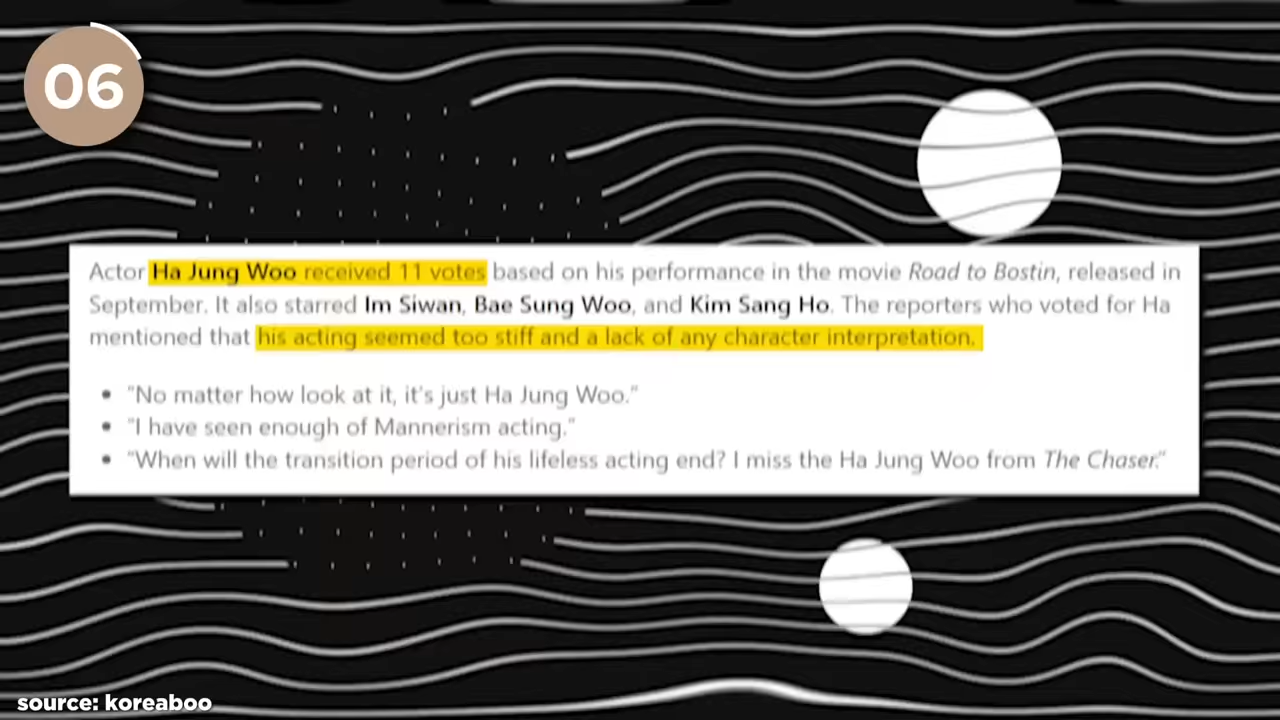 06
Actor Ha Jung Woo received 11 votes based on his performance in the movie Road to Bostin, released in
September. It also starred Im Siwan, Bae Sung Woo, and Kim Sang Ho. The reporters who voted for Ha
mentioned that his acting seemed too stiff and a lack of any character interpretation.
• “No matter how look at it, it's just Ha Jung Woo.”
• “I have seen enough of Mannerism acting.”
• “When will the transition period of his lifeless acting end? I miss the Ha Jung Woo from The Chaser.”
source: koreaboo